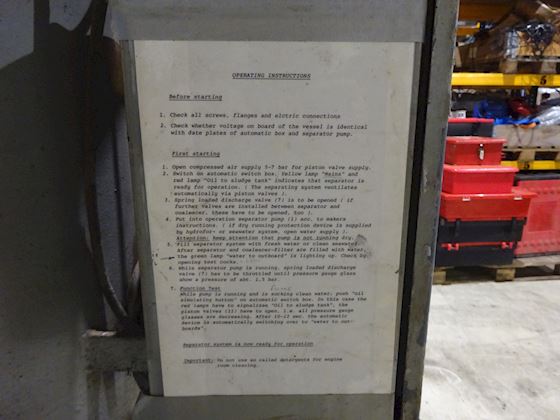 OPERATING INSTRUCTIONS
Before starting
1. Check all screws, flanges and elctric connections
2. Check whether voltage on board of the vessel is identical
with date plates of automatic box and separator pump.
First starting
1. Open compressed air supply 5-7 bar for piston valve supply.
2. Switch on automatic switch box. Yellow lamp "Mains" and
red lamp "Oil to sludge tank" indicates that separator is
ready for operation. ( The separating system ventilates
automatically via piston valves ).
3. Spring loaded discharge valve (7) is to be opened ( if
further valves are installed between separator and
coalescer, these have to be opened, too ).
4. Put into operation separator pump (1) acc. to makers
instructions. ( if dry running protection device is supplied
by hydrofor- or seawater system, open water supply ).
Attention: keep attention that pump is not running dry.
5. Fill separator system with fresh water or clean seawater.
After separator and coalescer-filter are filled with water,
the green lamp "water to outboard" is lighting up. Check by
opening test cocks.
6. While separator pump is running, spring loaded discharge
valve (7) has to be throttled until pressure gauge glass
show a pressure of abt. 1,5 bar.
7. Function Test
While pump is running and is sucking clean water, push "oil
simulating button" on automatic switch box. In this case the
red lamps have to signalize "Oil to sludge tank", the
piston valves (11) have to open, i.e. all pressure gauge
glasses are decreasing. After 10-12 sec. the automatic
device is automatically switching over to "water to out-
boards".
Separator system is now ready for operation
Important: Do not use so called detergents for engine
room cleaning.
5